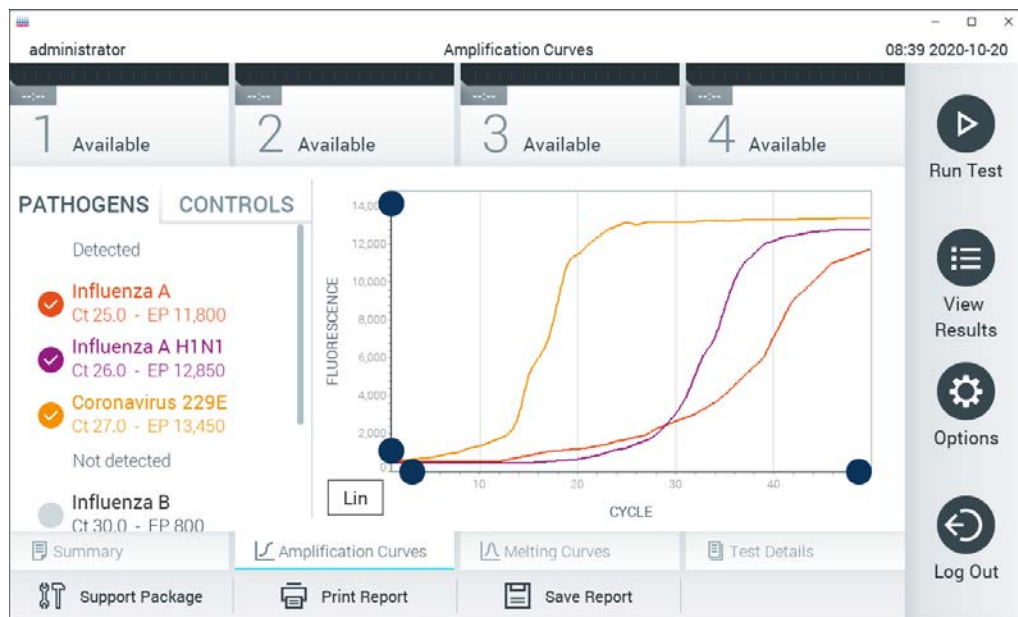 administrator
Amplification Curves
08:39 2020-10-20
--:--
1 Available
--:--
2 Available
--:--
3 Available
--:--
4 Available
Run Test
View
Results
Options
Log Out
PATHOGENS
CONTROLS
Detected
Influenza A
Ct 25.0 - EP 11,800
Influenza A H1N1
Ct 26.0 - EP 12,850
Coronavirus 229E
Ct 27.0 - EP 13,450
Not detected
Influenza B
Ct 30.0 - EP 800
FLUORESCENCE
12,000
10,000
8,000
6,000
4,000
2,000
0
10
20
30
40
CYCLE
Lin
Summary
Amplification Curves
Melting Curves
Test Details
Support Package
Print Report
Save Report